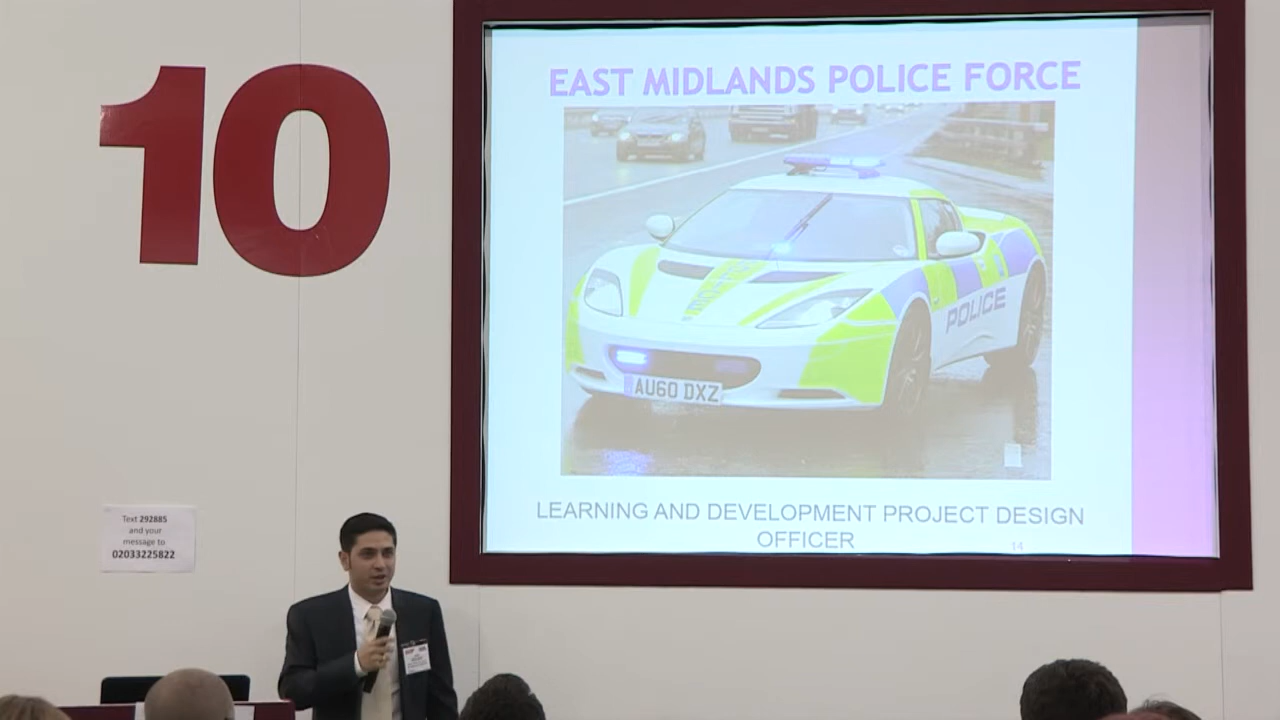 10
EAST MIDLANDS POLICE FORCE
POLICE
AU60 DXZ
LEARNING AND DEVELOPMENT PROJECT DESIGN
OFFICER
14
Text 292885
and your
message to
02033225822